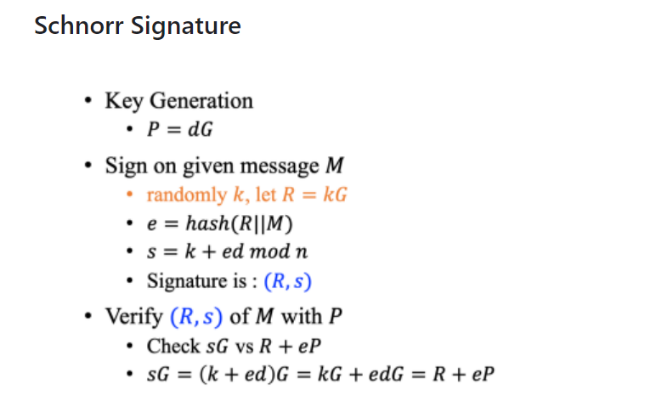 Schnorr Signature
• Key Generation
• P = dG
• Sign on given message M
• randomly k, let R = kG
• e = hash(R||M)
• s = k + ed mod n
• Signature is : (R, s)
• Verify (R, s) of M with P
• Check sG vs R + eP
• sG = (k + ed)G = kG + edG = R + eP